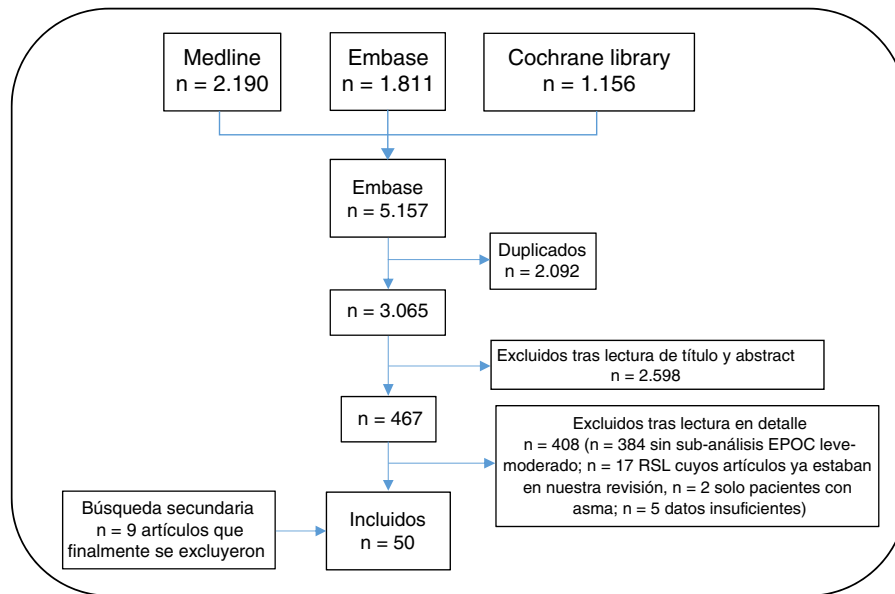 Medline
n = 2.190
Embase
n = 1.811
Cochrane library
n = 1.156
Embase
n = 5.157
Duplicados
n = 2.092
n = 3.065
Excluidos tras lectura de título y abstract
n = 2.598
n = 467
Excluidos tras lectura en detalle
n = 408 (n = 384 sin sub-análisis EPOC leve-
moderado; n = 17 RSL cuyos artículos ya estaban
en nuestra revisión, n = 2 solo pacientes con
asma; n = 5 datos insuficientes)
Búsqueda secundaria
n = 9 artículos que
finalmente se excluyeron
Incluidos
n = 50